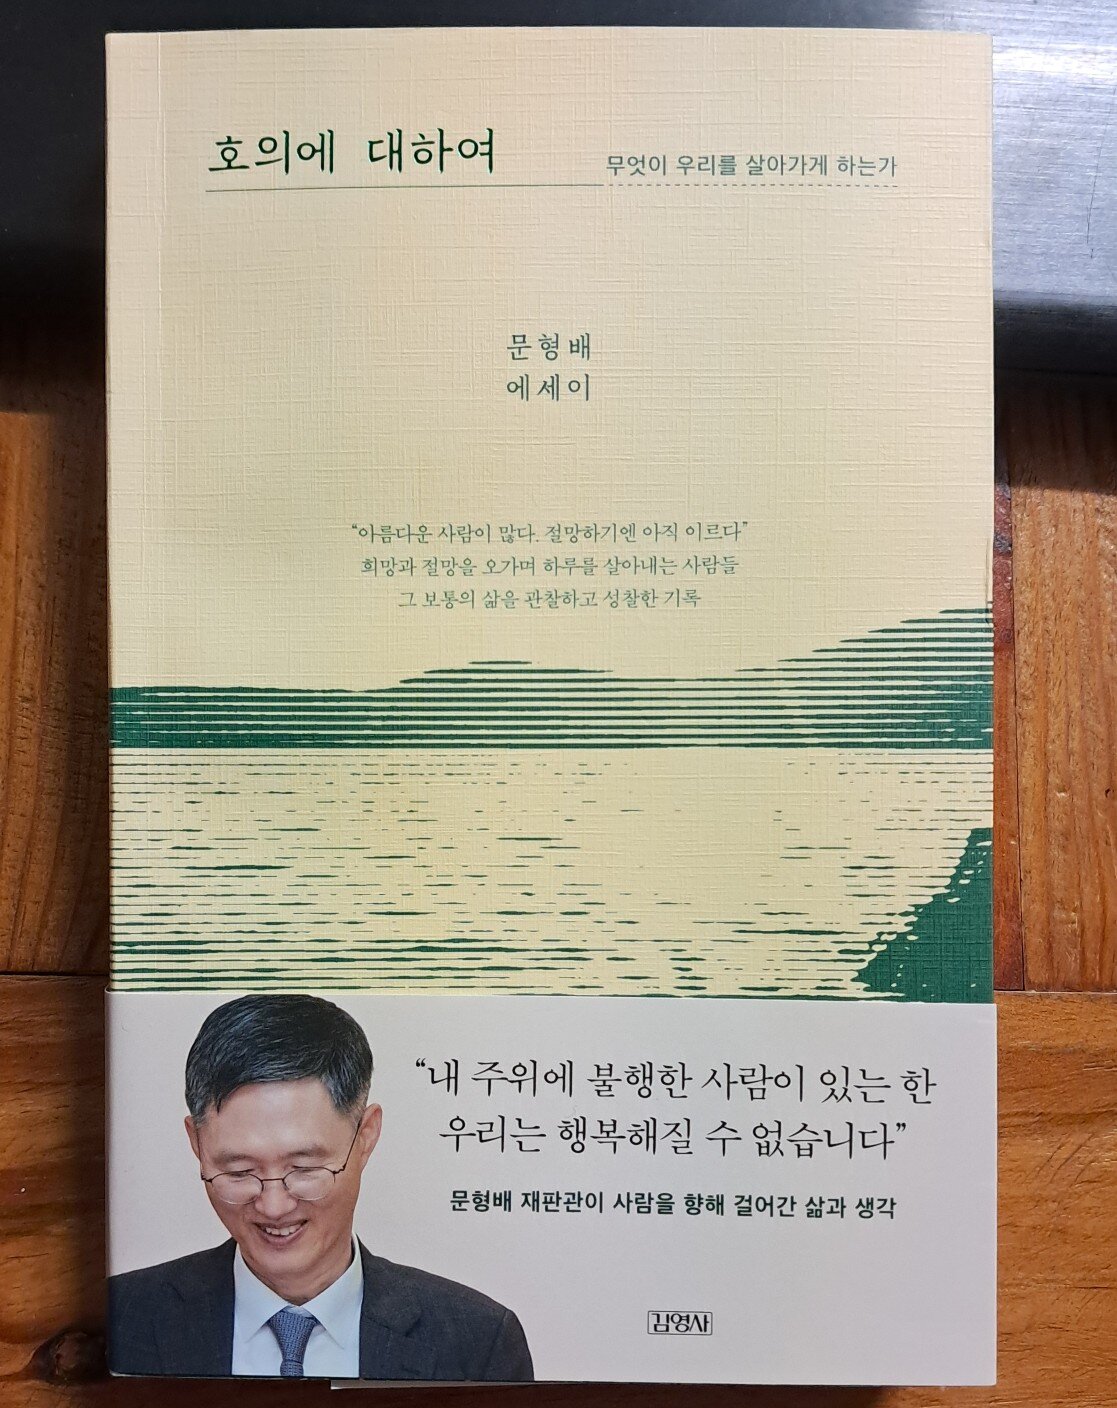 호의에 대하여
무엇이 우리를 살아가게 하는가
문형배
에세이
“아름다운 사람이 많다. 절망하기엔 아직 이르다”
희망과 절망을 오가며 하루를 살아내는 사람들
그 보통의 삶을 관찰하고 성찰한 기록
“내 주위에 불행한 사람이 있는 한
우리는 행복해질 수 없습니다”
문형배 재판관이 사람을 향해 걸어간 삶과 생각
김영사